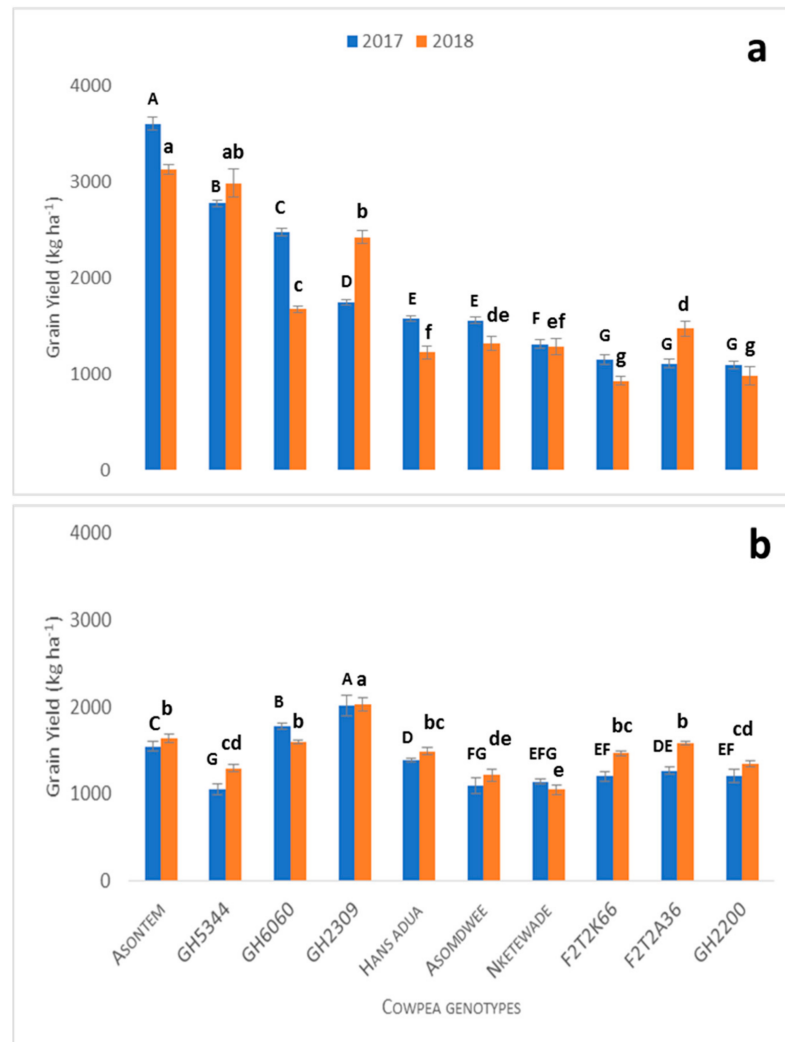 2017 2018
a
Grain Yield (kg ha-1)
4000
3000
2000
1000
0
A
a
B
ab
C
c
D
b
E
f
E
de
F
ef
G
g
G
d
G
g
b
Grain Yield (kg ha-1)
4000
3000
2000
1000
0
C
b
G
cd
B
b
A
a
D
bc
FG
de
EFG
e
EF
bc
DE
b
EF
cd
ASONTEM
GH5344
GH6060
GH2309
HANS ADUA
ASOMDWEE
NKETEWADE
F2T2K66
F2T2A36
GH2200
COWPEA GENOTYPES